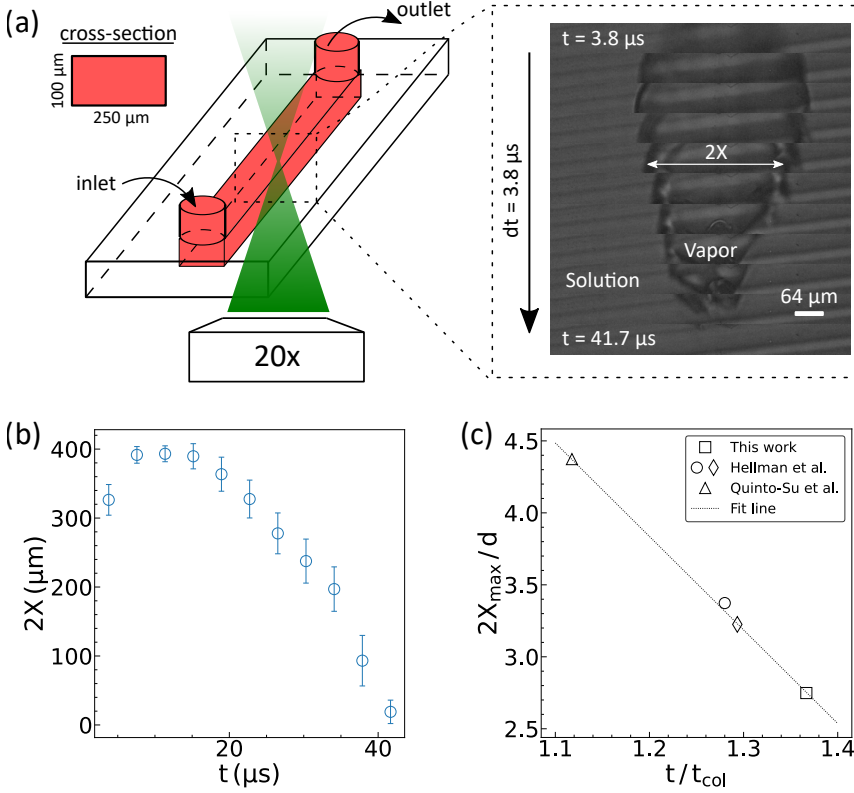 (a)
cross-section
100 µm
250 µm
inlet
outlet
20x
t = 3.8 µs
dt = 3.8 µs
2X
Vapor
Solution
64 µm
t = 41.7 µs
(b)
400
300
200
100
0
2X (µm)
20
40
t (µs)
(c)
4.5
4.0
3.5
3.0
2.5
2Xmax / d
This work
Hellman et al.
Quinto-Su et al.
Fit line
1.1
1.2
1.3
1.4
t / tcol